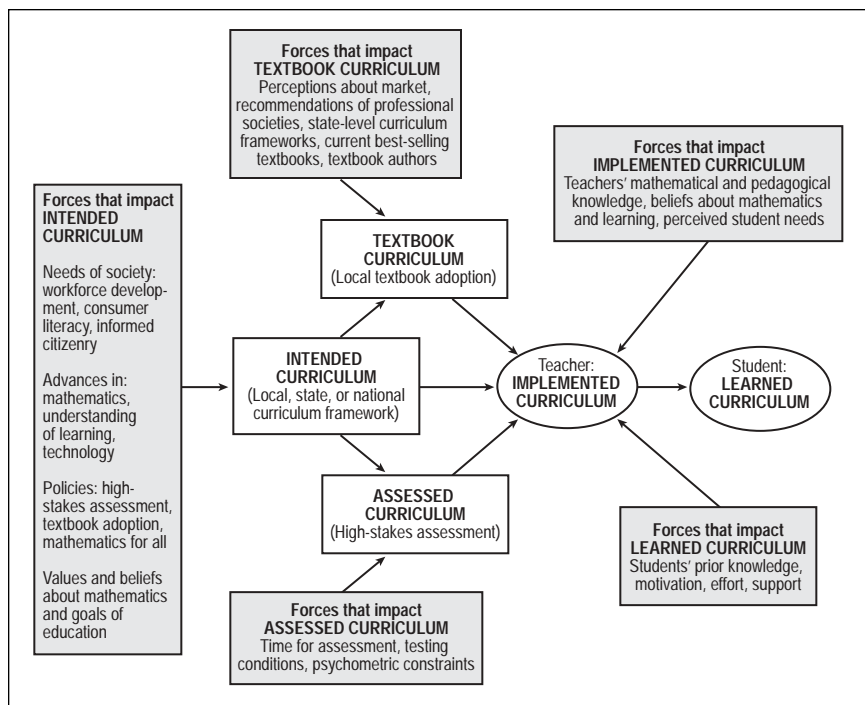 Forces that impact
TEXTBOOK CURRICULUM
Perceptions about market,
recommendations of professional
societies, state-level curriculum
frameworks, current best-selling
textbooks, textbook authors
Forces that impact
IMPLEMENTED CURRICULUM
Teachers’ mathematical and pedagogical
knowledge, beliefs about mathematics
and learning, perceived student needs
Forces that impact
INTENDED
CURRICULUM
Needs of society:
workforce develop-
ment, consumer
literacy, informed
citizenry
Advances in:
mathematics,
understanding
of learning,
technology
Policies: high-
stakes assessment,
textbook adoption,
mathematics for all
Values and beliefs
about mathematics
and goals of
education
TEXTBOOK
CURRICULUM
(Local textbook adoption)
INTENDED
CURRICULUM
(Local, state, or national
curriculum framework)
Teacher:
IMPLEMENTED
CURRICULUM
Student:
LEARNED
CURRICULUM
ASSESSED
CURRICULUM
(High-stakes assessment)
Forces that impact
LEARNED CURRICULUM
Students’ prior knowledge,
motivation, effort, support
Forces that impact
ASSESSED CURRICULUM
Time for assessment, testing
conditions, psychometric constraints